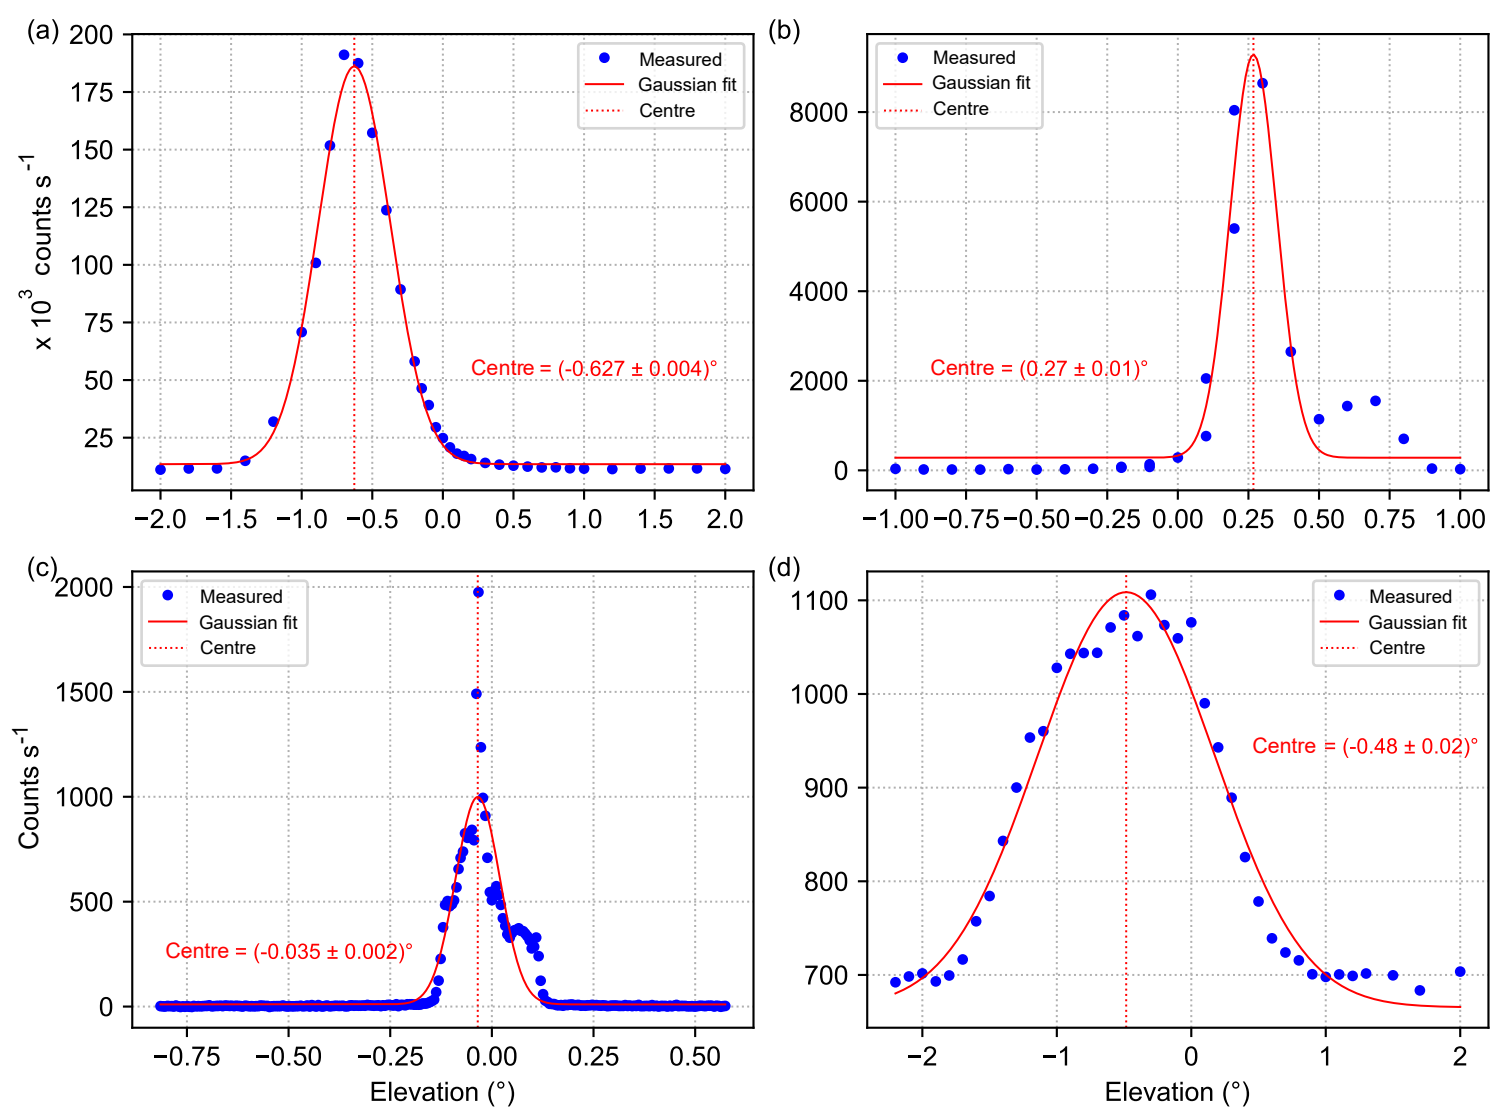 (a)
200
175
150
125
100
75
50
25
x 10³ counts s⁻¹
Measured
Gaussian fit
Centre
Centre = (-0.627 ± 0.004)°
−2.0 −1.5 −1.0 −0.5 0.0 0.5 1.0 1.5 2.0
(b)
8000
6000
4000
2000
0
Measured
Gaussian fit
Centre
Centre = (0.27 ± 0.01)°
−1.00 −0.75 −0.50 −0.25 0.00 0.25 0.50 0.75 1.00
(c)
2000
1500
1000
500
0
Counts s⁻¹
Measured
Gaussian fit
Centre
Centre = (-0.035 ± 0.002)°
−0.75 −0.50 −0.25 0.00 0.25 0.50
Elevation (°)
(d)
1100
1000
900
800
700
Measured
Gaussian fit
Centre
Centre = (-0.48 ± 0.02)°
−2 −1 0 1 2
Elevation (°)